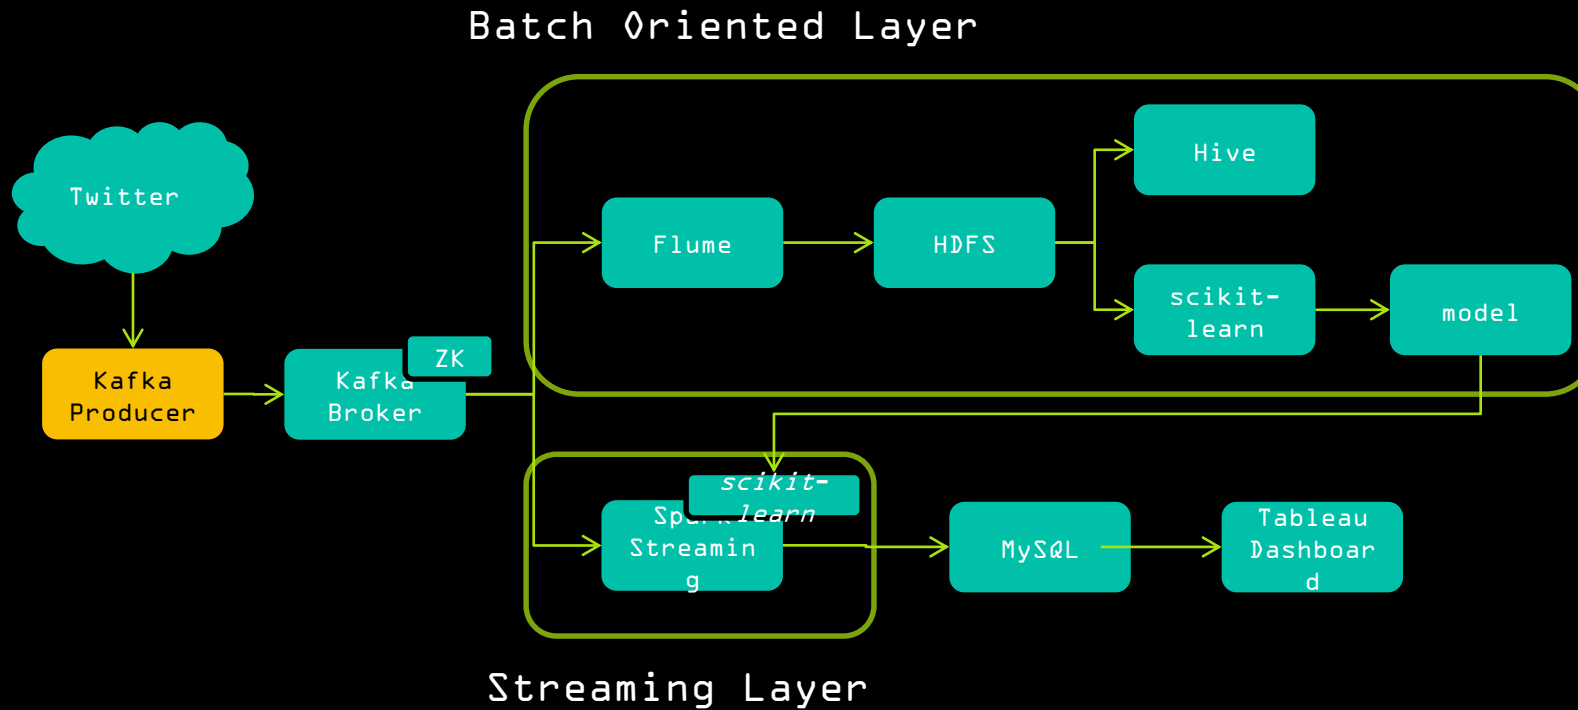 Batch Oriented Layer
Twitter
Kafka
Producer
ZK
Kafka
Broker
Flume
HDFS
Hive
scikit-
learn
model
scikit-
learn
Spark
Streamin
g
MySQL
Tableau
Dashboar
d
Streaming Layer